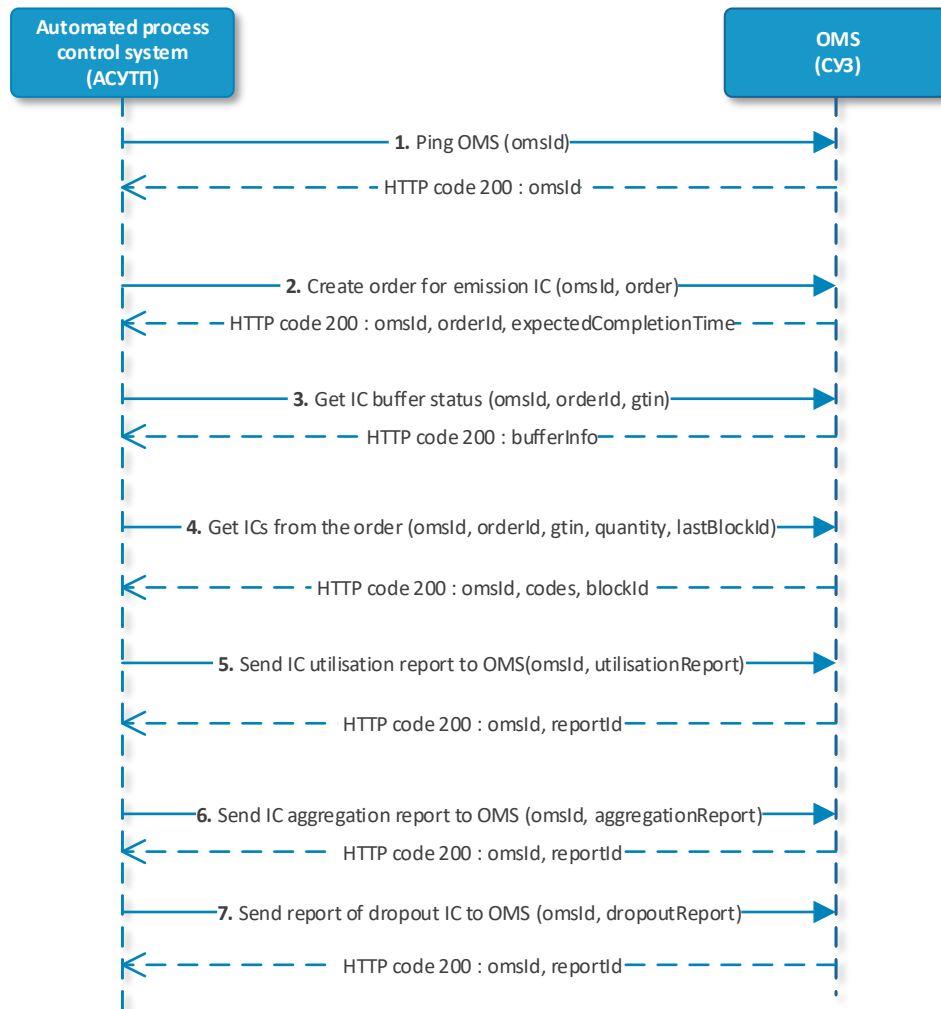 Automated process
control system
(АСУТП)
OMS
(СУЗ)
1. Ping OMS (omsId)
HTTP code 200 : omsId
2. Create order for emission IC (omsId, order)
HTTP code 200 : omsId, orderId, expectedCompletionTime
3. Get IC buffer status (omsId, orderId, gtin)
HTTP code 200 : bufferInfo
4. Get ICs from the order (omsId, orderId, gtin, quantity, lastBlockId)
HTTP code 200 : omsId, codes, blockId
5. Send IC utilisation report to OMS(omsId, utilisationReport)
HTTP code 200 : omsId, reportId
6. Send IC aggregation report to OMS (omsId, aggregationReport)
HTTP code 200 : omsId, reportId
7. Send report of dropout IC to OMS (omsId, dropoutReport)
HTTP code 200 : omsId, reportId